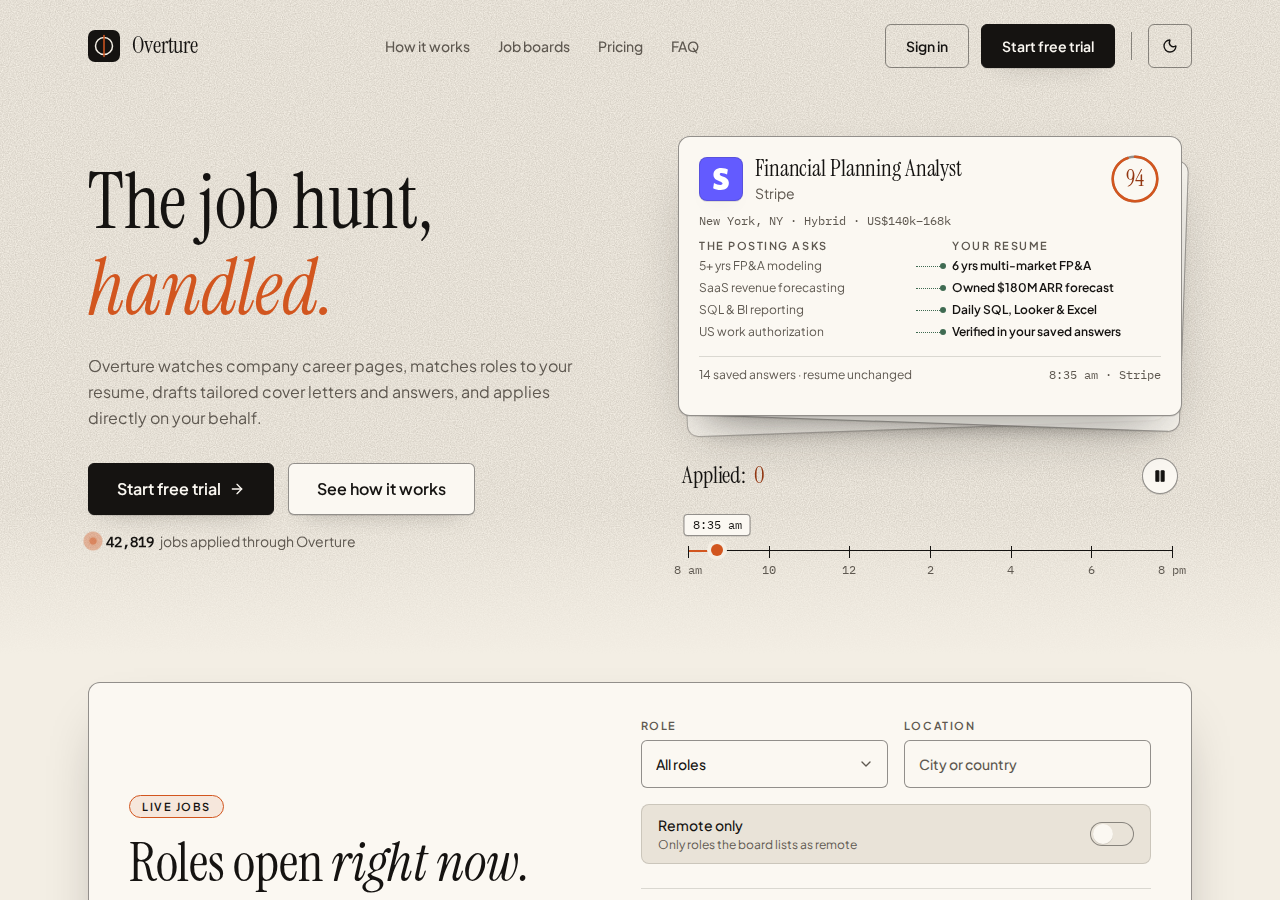 Overture
How it works
Job boards
Pricing
FAQ
Sign in
Start free trial
The job hunt,
handled.
Overture watches company career pages, matches roles to your
resume, drafts tailored cover letters and answers, and applies
directly on your behalf.
Start free trial
See how it works
42,819 jobs applied through Overture
S
Financial Planning Analyst
Stripe
94
New York, NY · Hybrid · US$140k–168k
THE POSTING ASKS
YOUR RESUME
5+ yrs FP&A modeling
6 yrs multi-market FP&A
SaaS revenue forecasting
Owned $180M ARR forecast
SQL & BI reporting
Daily SQL, Looker & Excel
US work authorization
Verified in your saved answers
14 saved answers · resume unchanged
8:35 am · Stripe
Applied: 0
8:35 am
8 am
10
12
2
4
6
8 pm
LIVE JOBS
Roles open right now.
ROLE
All roles
LOCATION
City or country
Remote only
Only roles the board lists as remote